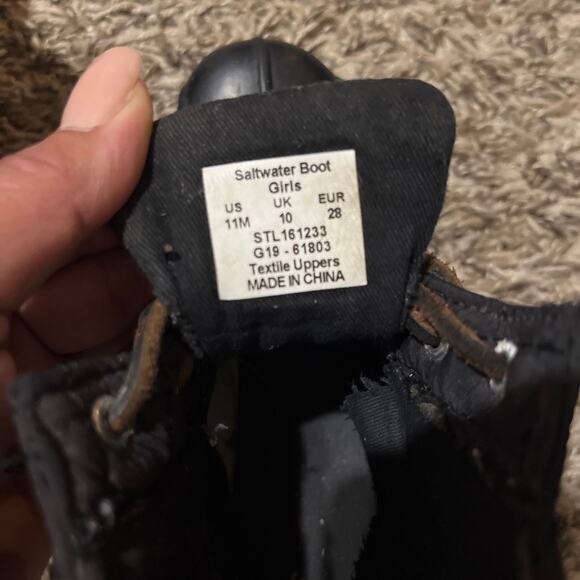 Saltwater Boot
Girls
US UK EUR
11M 10 28
STL161233
G19 - 61803
Textile Uppers
MADE IN CHINA